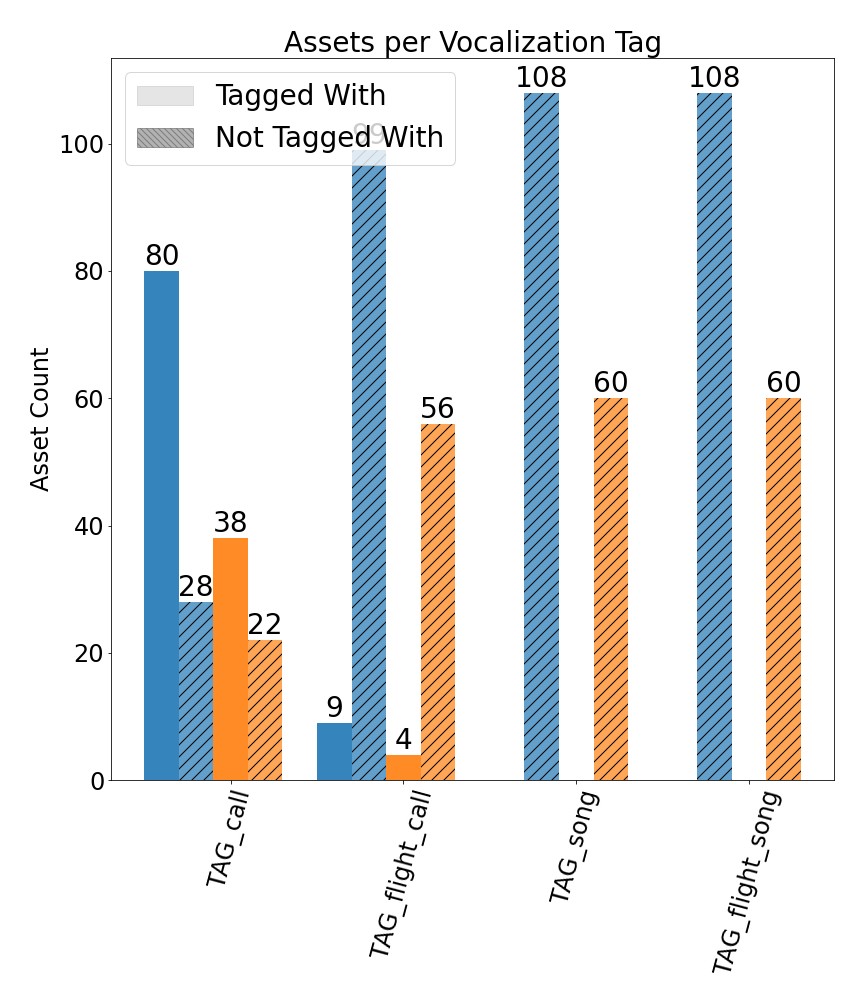 Assets per Vocalization Tag
Tagged With
Not Tagged With
Asset Count
100
80
60
40
20
0
80
28
38
22
9
99
4
56
108
60
108
60
TAG_call
TAG_flight_call
TAG_song
TAG_flight_song